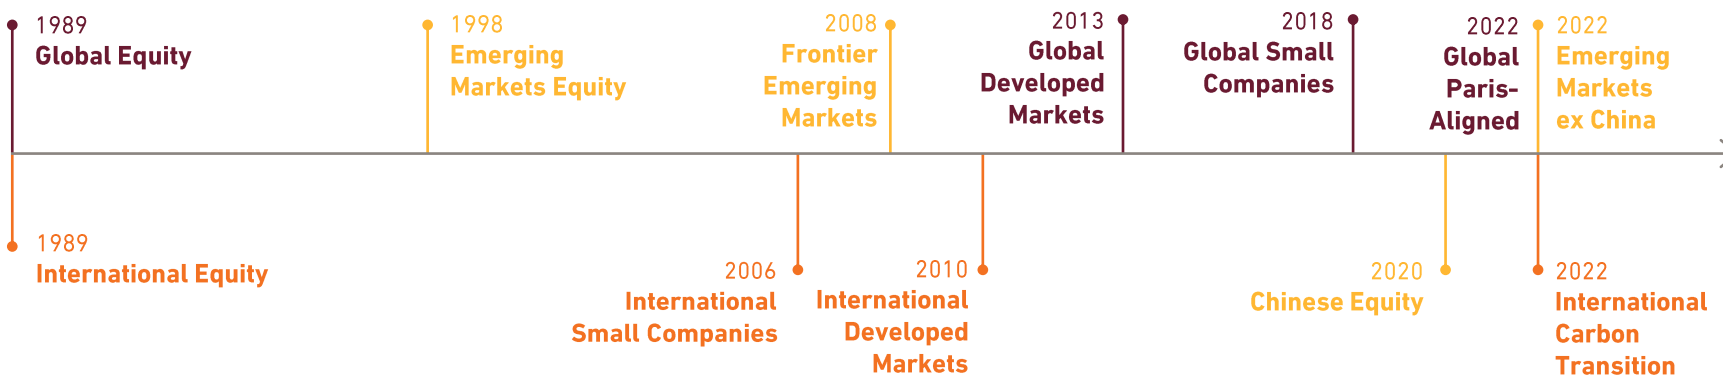 1989
Global Equity
1998
Emerging
Markets Equity
2008
Frontier
Emerging
Markets
2013
Global
Developed
Markets
2018
Global Small
Companies
2022
Global
Paris-
Aligned
2022
Emerging
Markets
ex China
1989
International Equity
2006
International
Small Companies
2010
International
Developed
Markets
2020
Chinese Equity
2022
International
Carbon
Transition